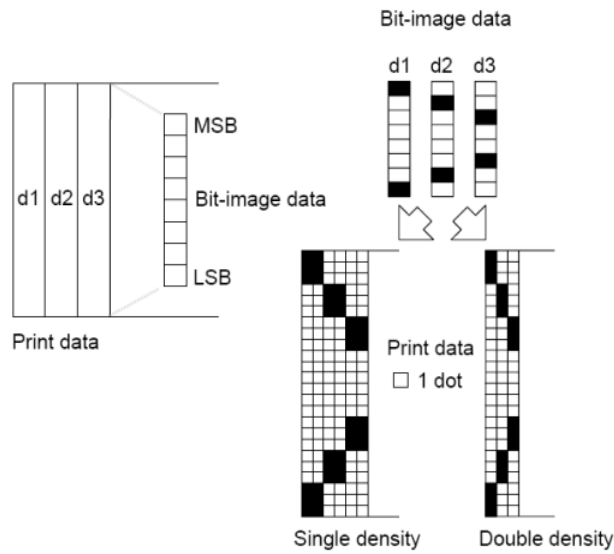 Bit-image data
d1 d2 d3
MSB
d1 d2 d3
Bit-image data
LSB
Print data
Print data
1 dot
Single density
Double density